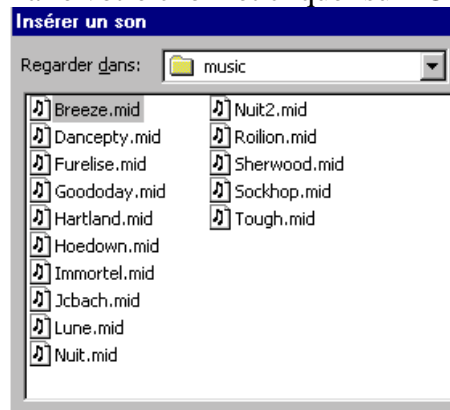 Insérer un son
Regarder dans: music
Breeze.mid
Dancepty.mid
Furelise.mid
Goododay.mid
Hartland.mid
Hoedown.mid
Immortel.mid
Jcbach.mid
Lune.mid
Nuit.mid
Nuit2.mid
Roilion.mid
Sherwood.mid
Sockhop.mid
Tough.mid